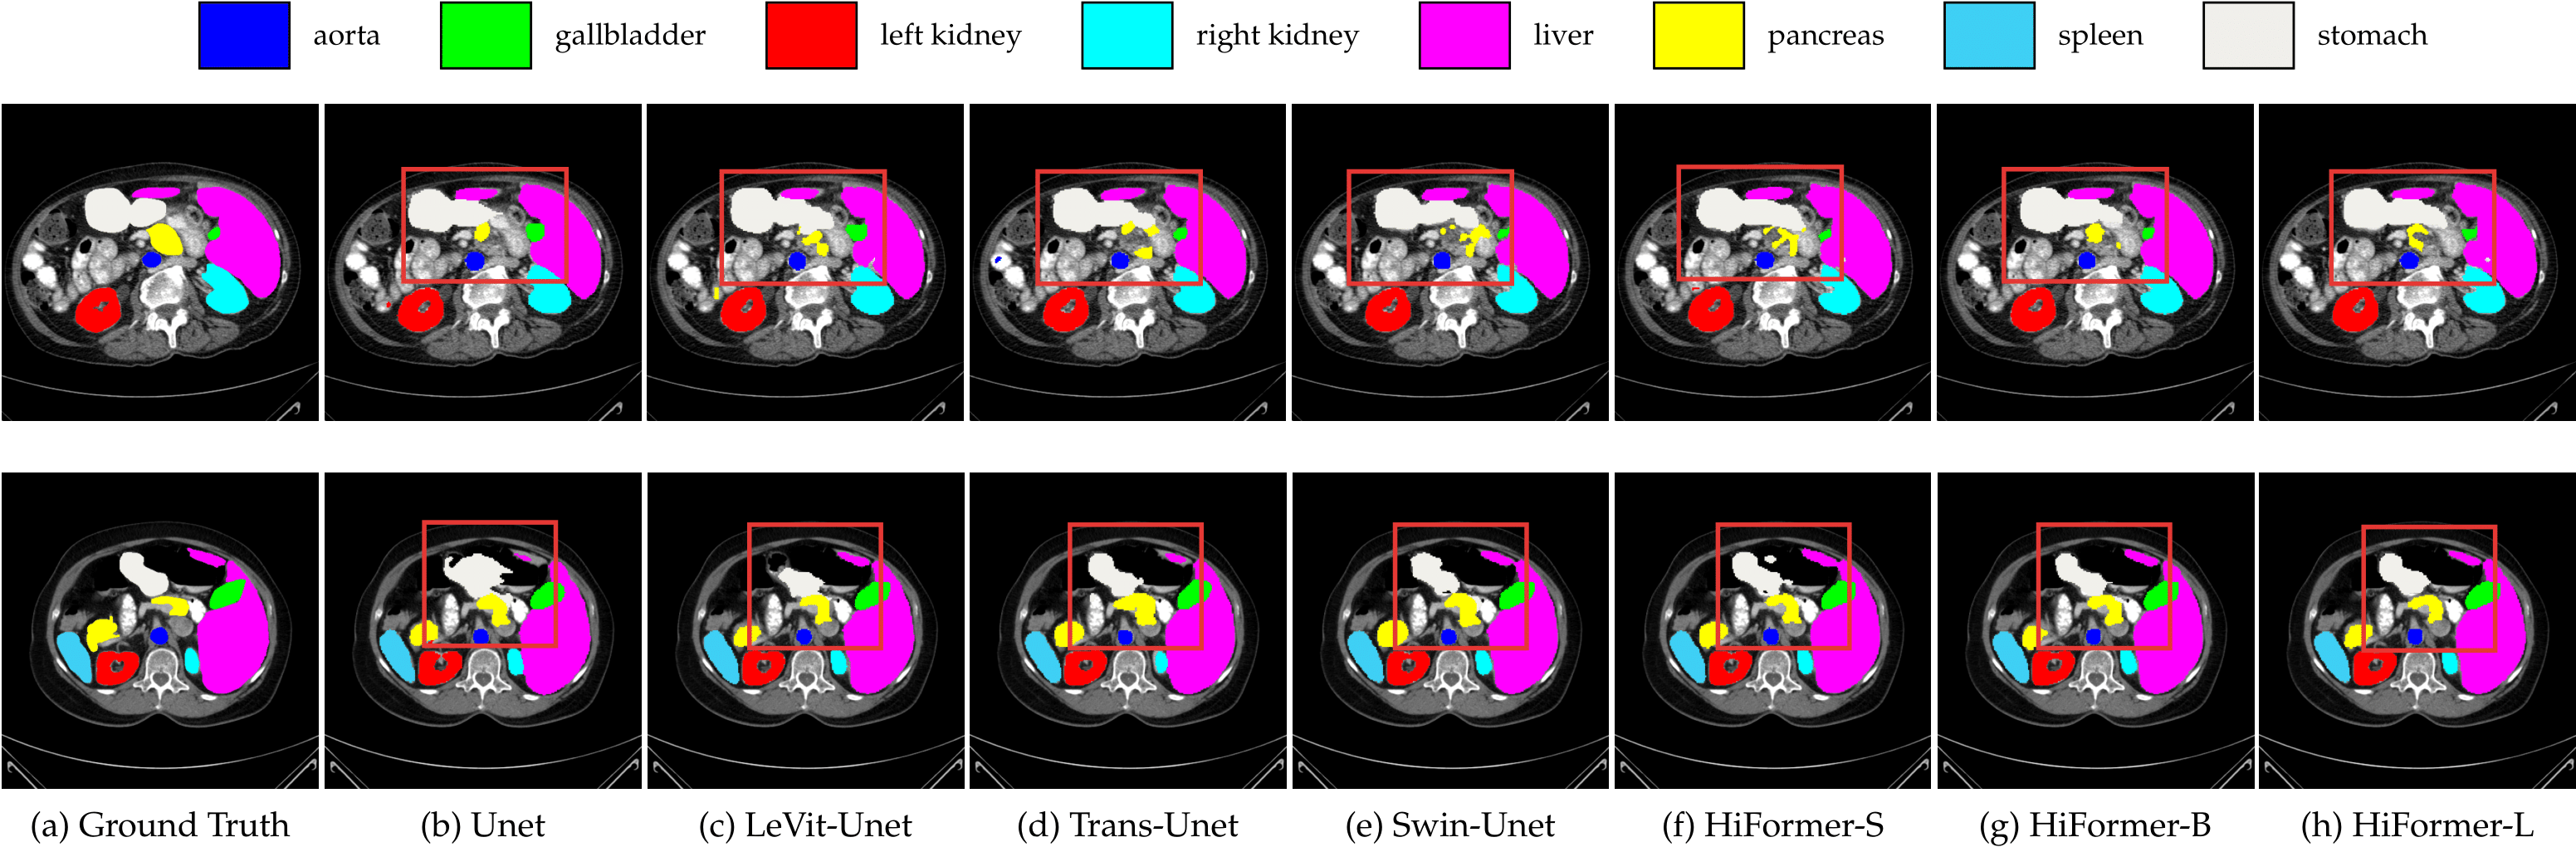 aorta gallbladder left kidney right kidney liver pancreas spleen stomach
(a) Ground Truth (b) Unet (c) LeVit-Unet (d) Trans-Unet (e) Swin-Unet (f) HiFormer-S (g) HiFormer-B (h) HiFormer-L